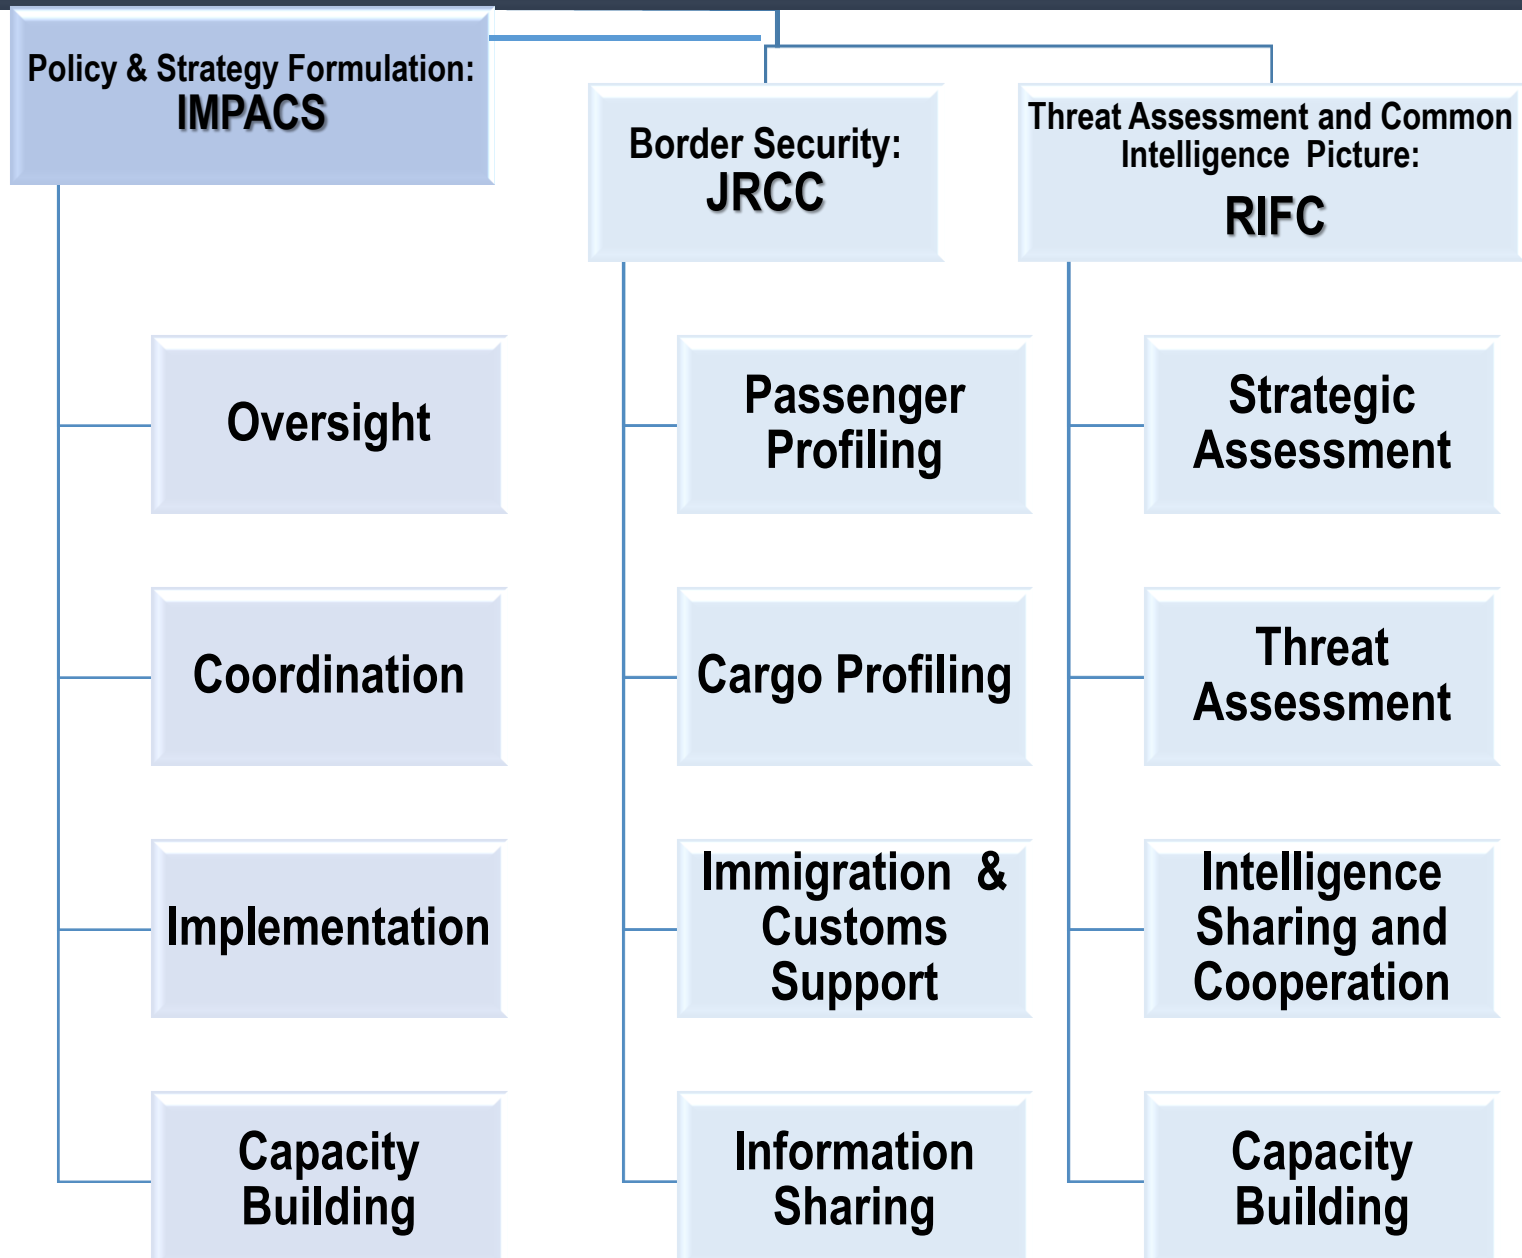 Policy & Strategy Formulation:
IMPACS
Border Security:
JRCC
Threat Assessment and Common
Intelligence Picture:
RIFC
Oversight
Coordination
Implementation
Capacity
Building
Passenger
Profiling
Cargo Profiling
Immigration &
Customs
Support
Information
Sharing
Strategic
Assessment
Threat
Assessment
Intelligence
Sharing and
Cooperation
Capacity
Building